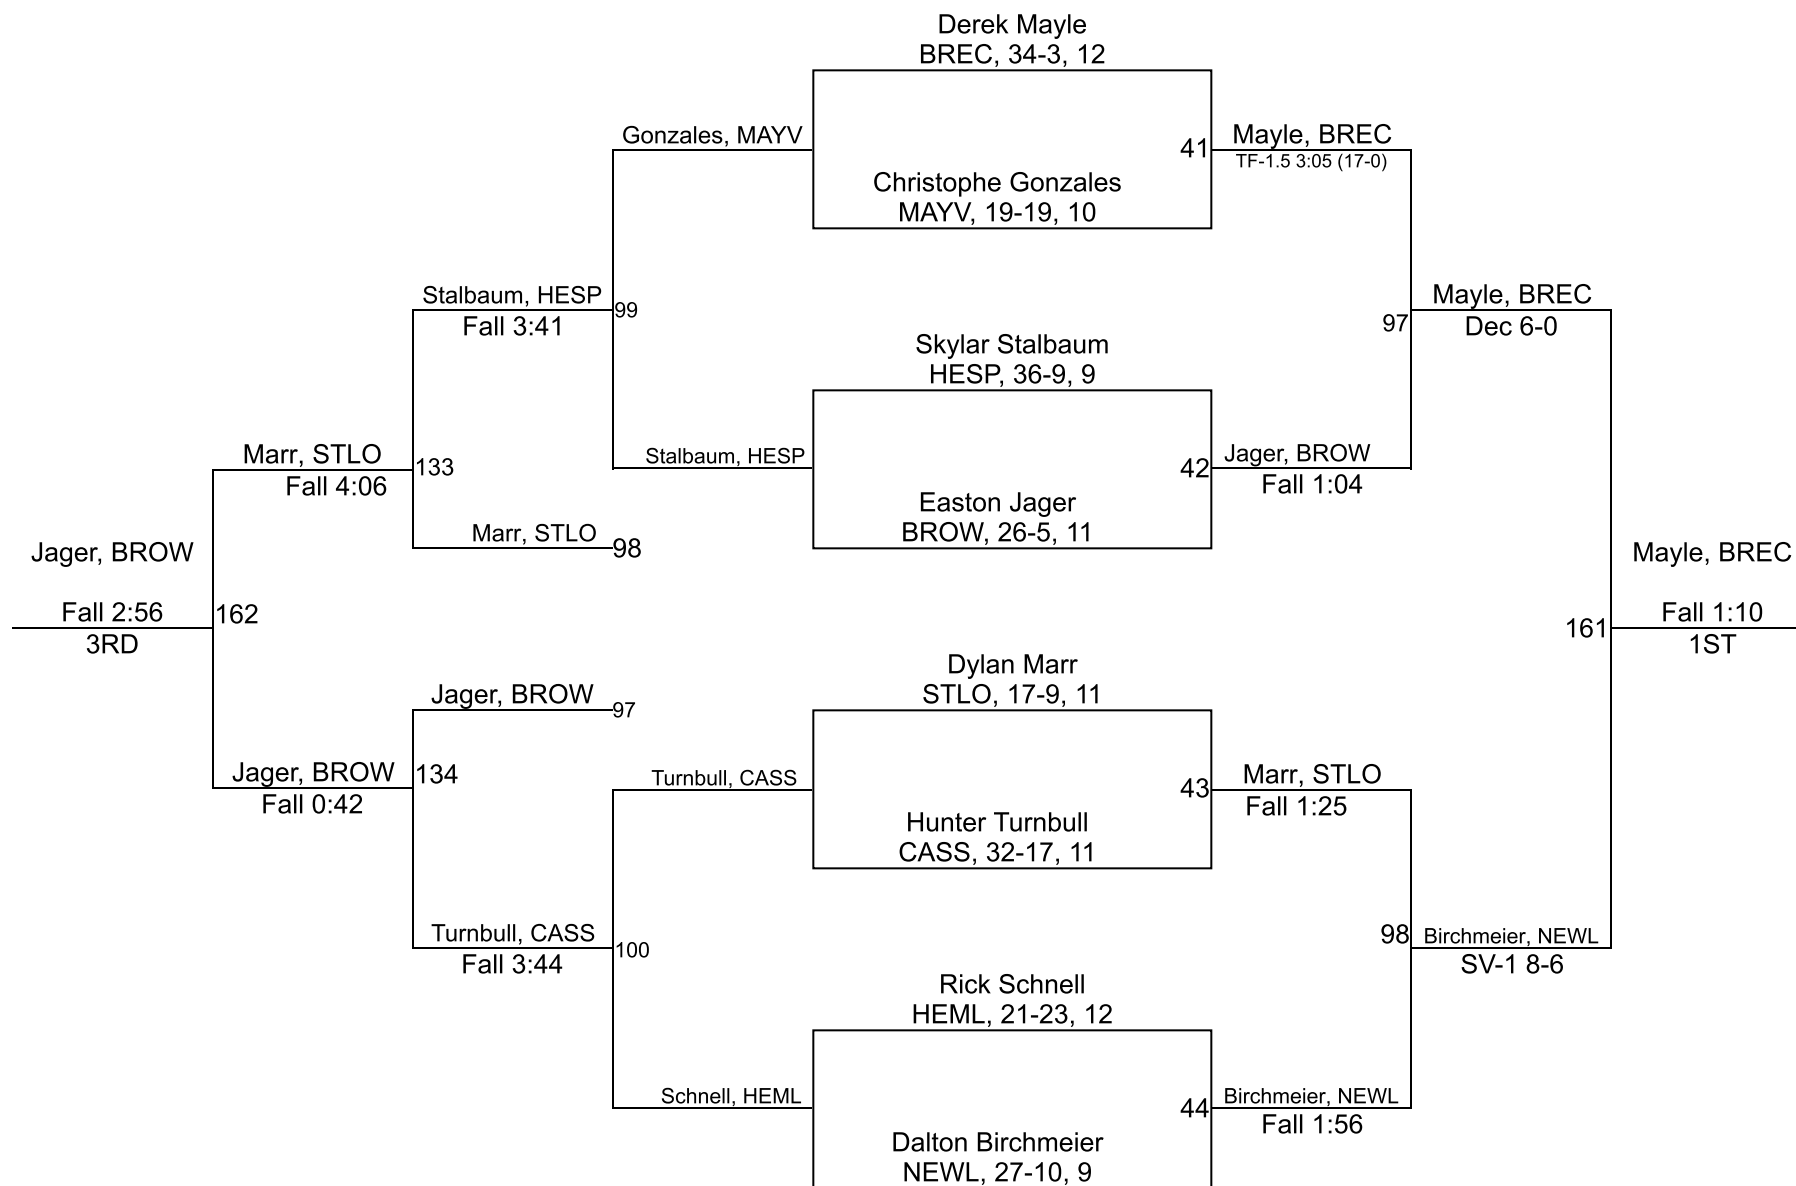 Derek Mayle
BREC, 34-3, 12
Gonzales, MAYV
41
Mayle, BREC
TF-1.5 3:05 (17-0)
Christophe Gonzales
MAYV, 19-19, 10
Stalbaum, HESP
99
Fall 3:41
Mayle, BREC
97
Dec 6-0
Skylar Stalbaum
HESP, 36-9, 9
Marr, STLO
133
Fall 4:06
Stalbaum, HESP
42
Jager, BROW
Fall 1:04
Easton Jager
BROW, 26-5, 11
Marr, STLO
98
Jager, BROW
Fall 2:56
3RD
162
Mayle, BREC
161
Fall 1:10
1ST
Dylan Marr
STLO, 17-9, 11
Jager, BROW
97
Jager, BROW
134
Fall 0:42
Turnbull, CASS
43
Marr, STLO
Fall 1:25
Hunter Turnbull
CASS, 32-17, 11
Turnbull, CASS
100
Fall 3:44
98
Birchmeier, NEWL
SV-1 8-6
Rick Schnell
HEML, 21-23, 12
Schnell, HEML
44
Birchmeier, NEWL
Fall 1:56
Dalton Birchmeier
NEWL, 27-10, 9